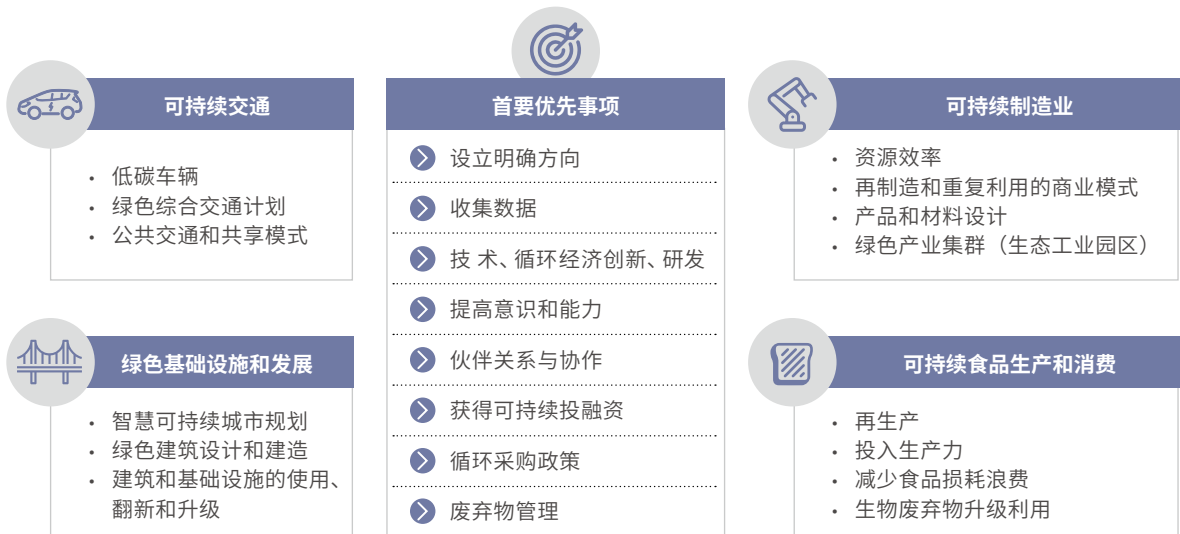 可持续交通
• 低碳车辆
• 绿色综合交通计划
• 公共交通和共享模式
绿色基础设施和发展
• 智慧可持续城市规划
• 绿色建筑设计和建造
• 建筑和基础设施的使用、
翻新和升级
首要优先事项
设立明确方向
收集数据
技 术、循环经济创新、研发
提高意识和能力
伙伴关系与协作
获得可持续投融资
循环采购政策
废弃物管理
可持续制造业
• 资源效率
• 再制造和重复利用的商业模式
• 产品和材料设计
• 绿色产业集群（生态工业园区）
可持续食品生产和消费
• 再生产
• 投入生产力
• 减少食品损耗浪费
• 生物废弃物升级利用